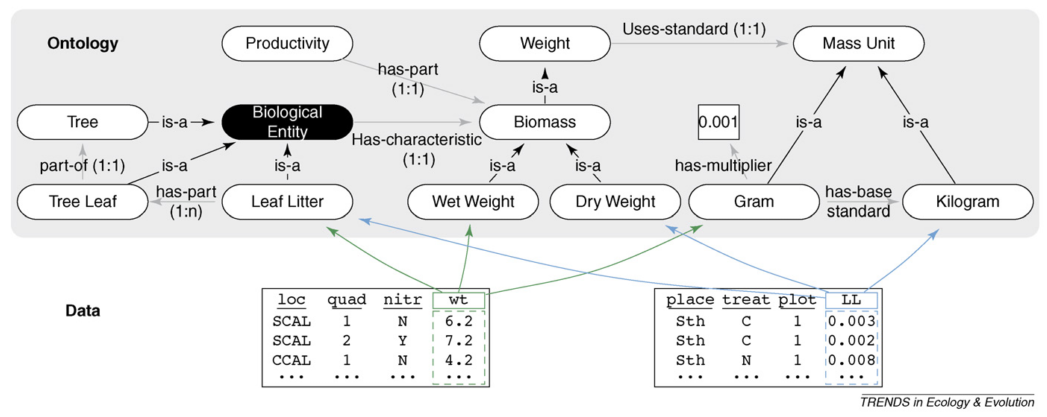 Ontology
Productivity
Weight
Uses-standard (1:1)
Mass Unit
has-part
(1:1)
is-a
Tree
is-a
Biological
Entity
Has-characteristic
(1:1)
Biomass
0.001
is-a
is-a
part-of (1:1)
is-a
is-a
is-a
is-a
has-multiplier
Tree Leaf
has-part
(1:n)
Leaf Litter
Wet Weight
Dry Weight
Gram
has-base
standard
Kilogram
Data
loc quad nitr wt
SCAL 1 N 6.2
SCAL 2 Y 7.2
CCAL 1 N 4.2
... ... ... ...
place treat plot LL
Sth C 1 0.003
Sth C 1 0.002
Sth N 1 0.008
... ... ... ...
TRENDS in Ecology & Evolution